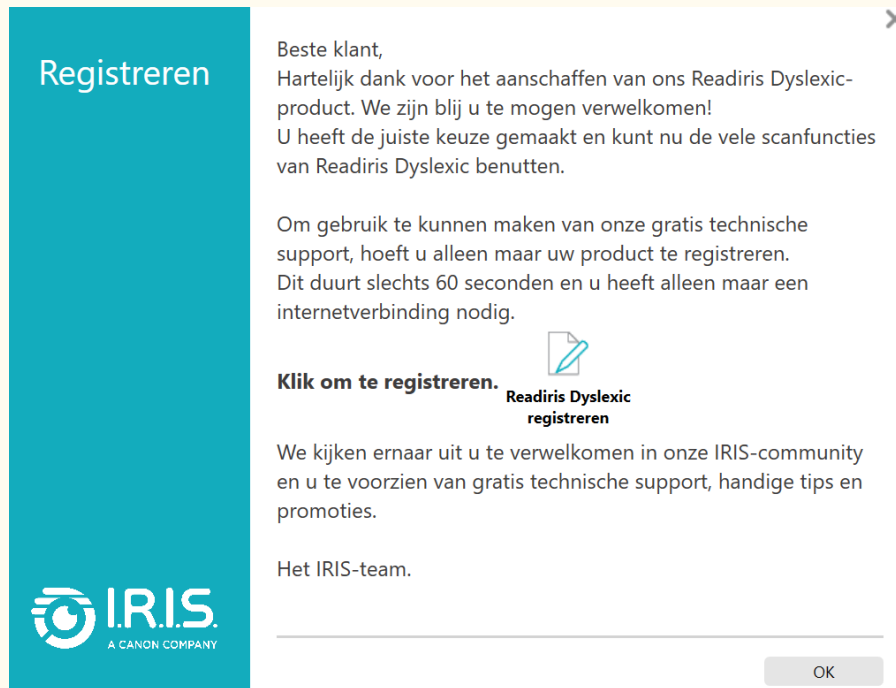 Registreren
Beste klant,
Hartelijk dank voor het aanschaffen van ons Readiris Dyslexic-
product. We zijn blij u te mogen verwelkomen!
U heeft de juiste keuze gemaakt en kunt nu de vele scanfuncties
van Readiris Dyslexic benutten.
Om gebruik te kunnen maken van onze gratis technische
support, hoeft u alleen maar uw product te registreren.
Dit duurt slechts 60 seconden en u heeft alleen maar een
internetverbinding nodig.
Klik om te registreren.
Readiris Dyslexic
registreren
We kijken ernaar uit u te verwelkomen in onze IRIS-community
en u te voorzien van gratis technische support, handige tips en
promoties.
Het IRIS-team.
I.R.I.S.
A CANON COMPANY
OK